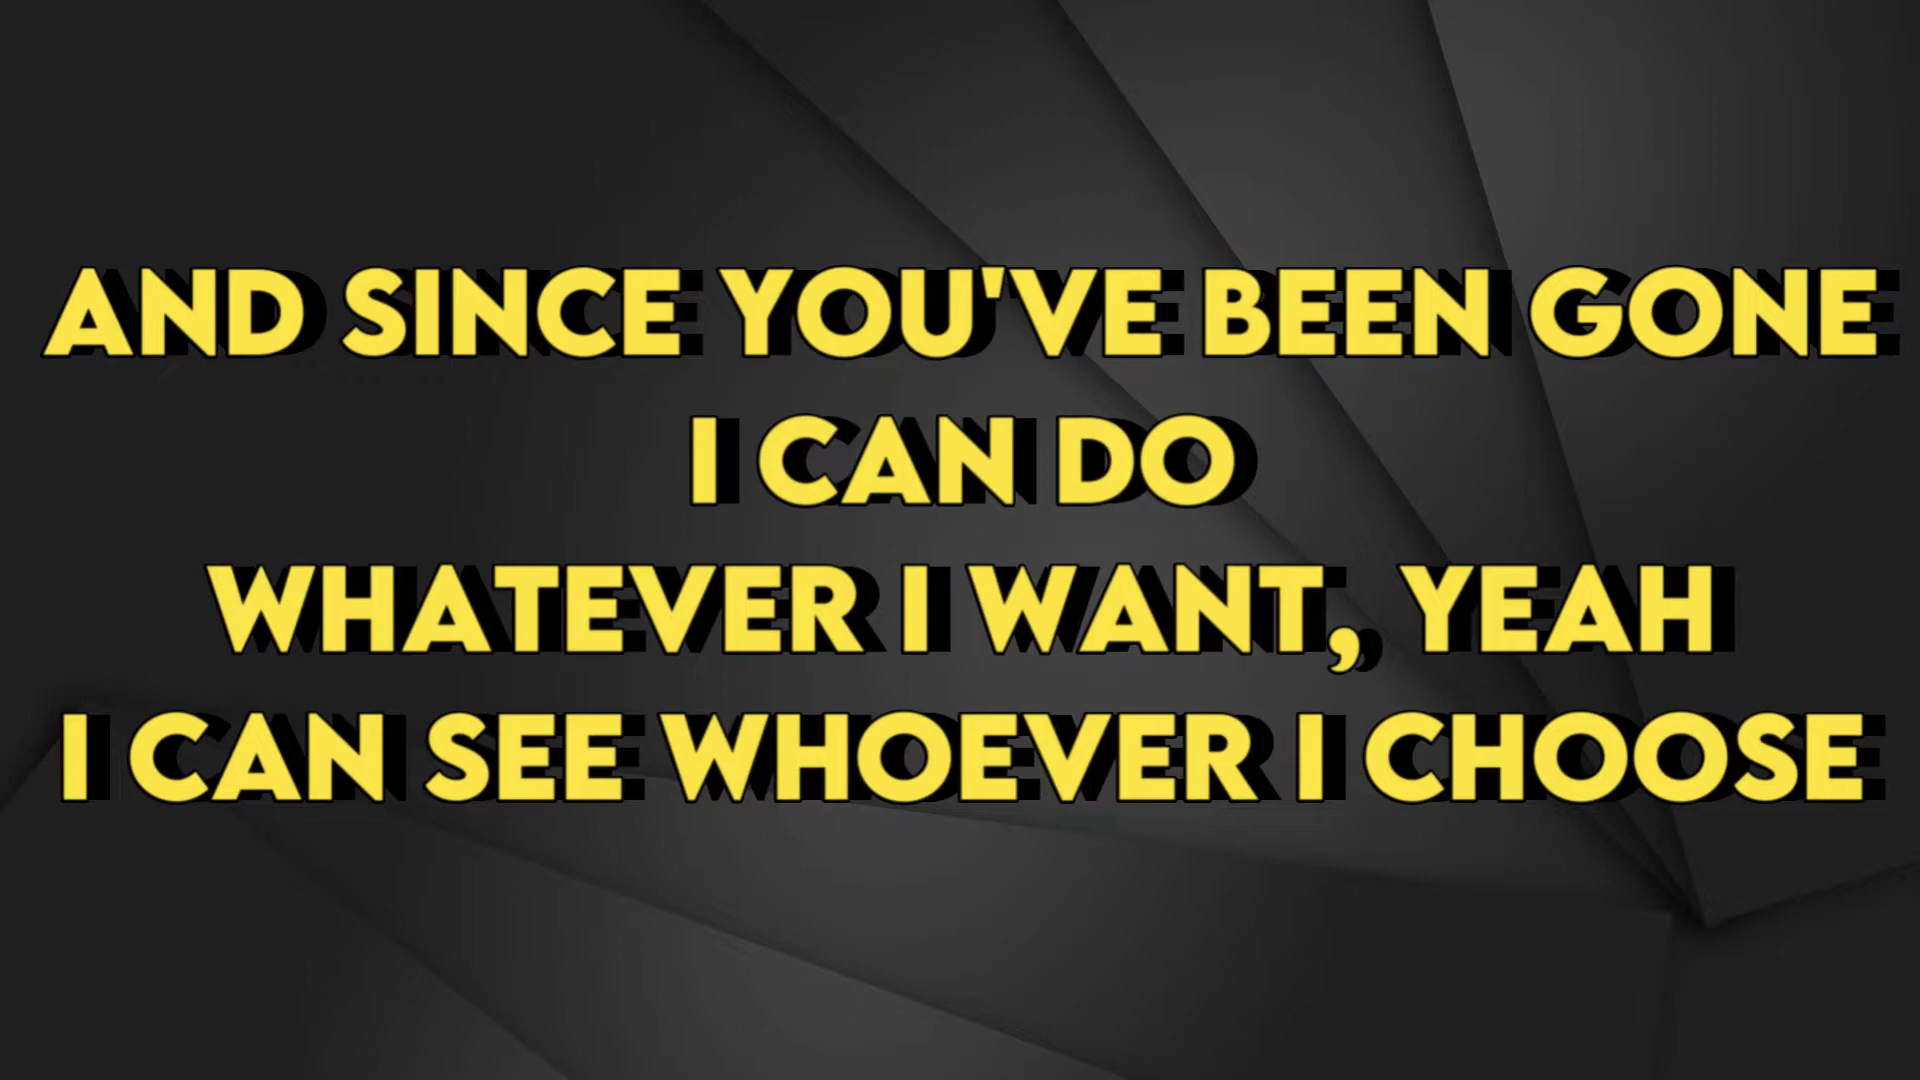 AND SINCE YOU'VE BEEN GONE
I CAN DO
WHATEVER I WANT, YEAH
I CAN SEE WHOEVER I CHOOSE